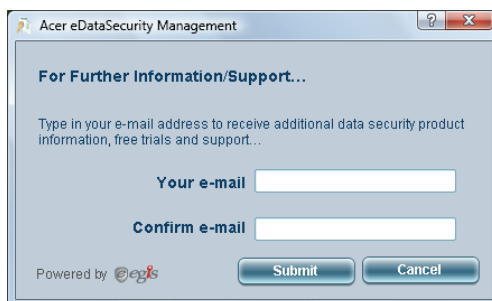 Acer eDataSecurity Management
?
For Further Information/Support...
Type in your e-mail address to receive additional data security product
information, free trials and support...
Your e-mail
Confirm e-mail
Powered by egis
Submit
Cancel